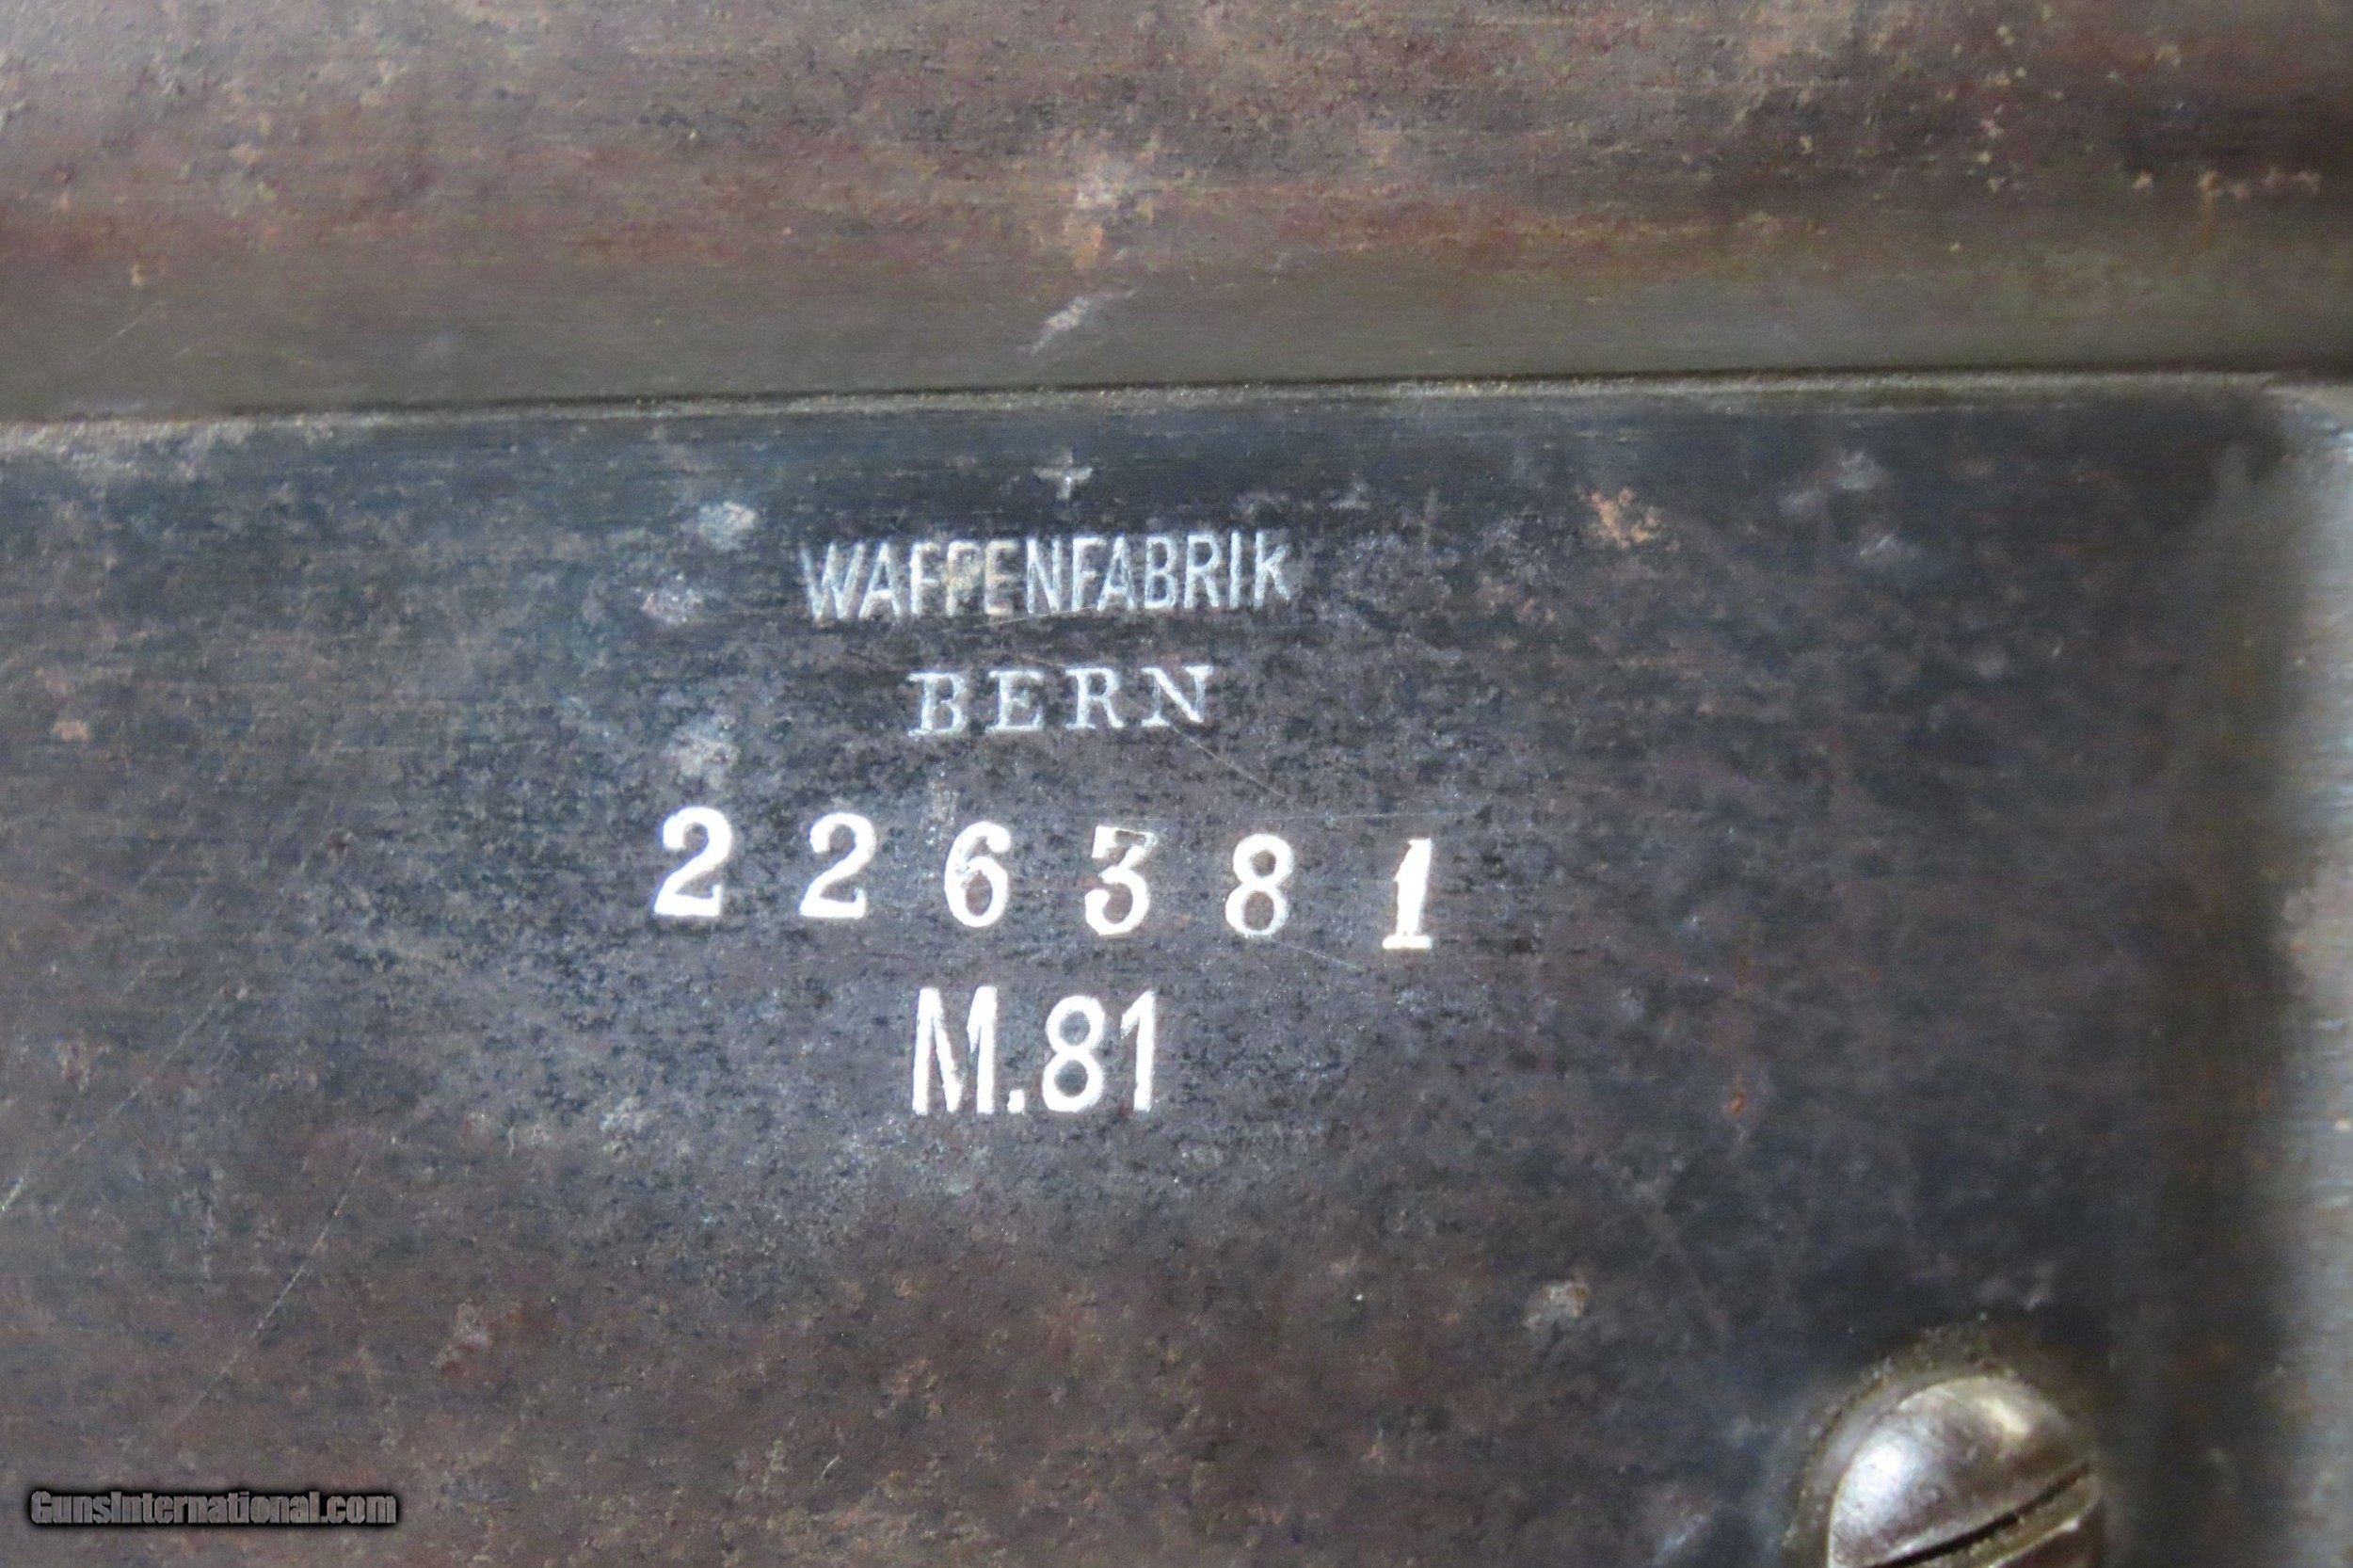 WAFFENFABRIK
BERN
226381
M.81
GunsInternational.com